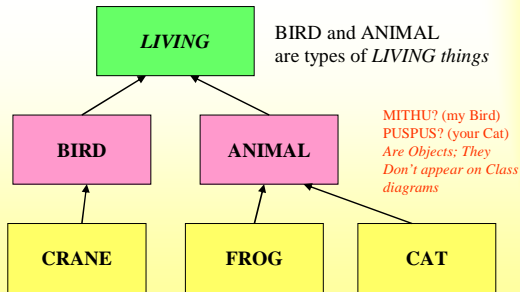 LIVING
BIRD and ANIMAL
are types of LIVING things
BIRD
ANIMAL
MITHU? (my Bird)
PUSPUS? (your Cat)
Are Objects; They
Don't appear on Class
diagrams
CRANE
FROG
CAT